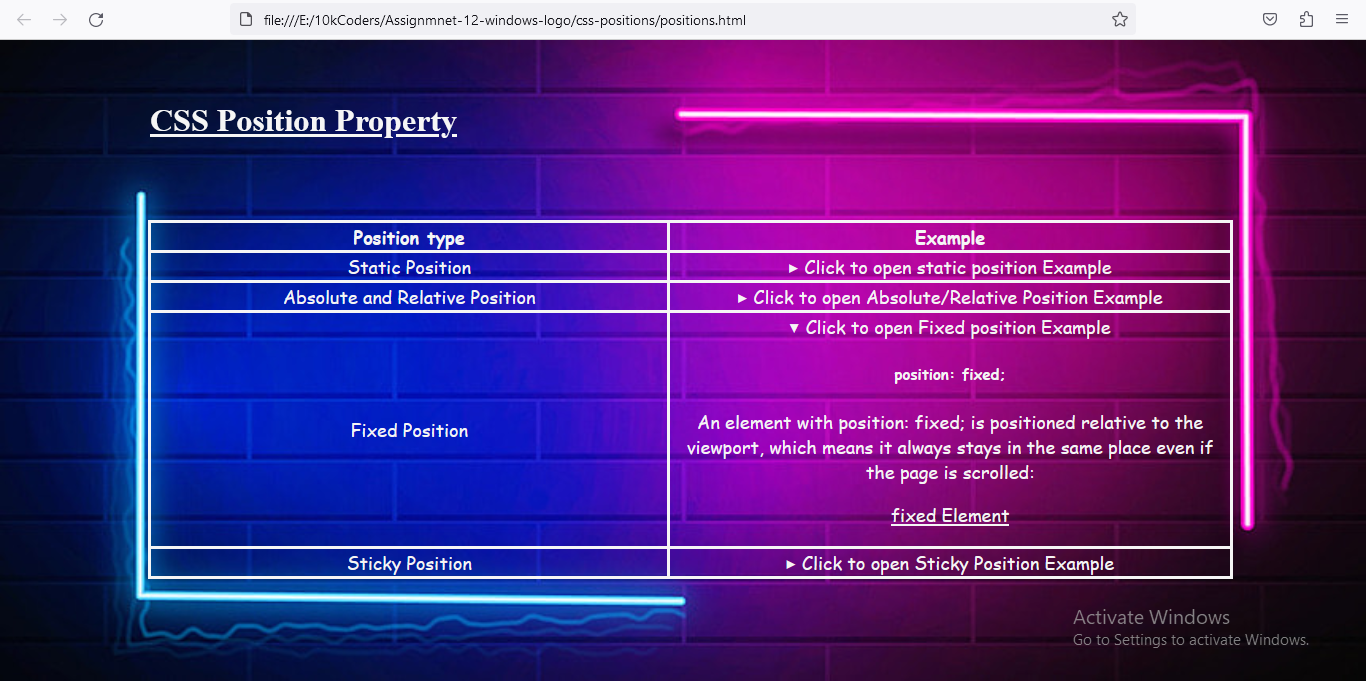 file:///E:/10kCoders/Assignmnet-12-windows-logo/css-positions/positions.html
CSS Position Property
Position type
Example
Static Position
▸ Click to open static position Example
Absolute and Relative Position
▸ Click to open Absolute/Relative Position Example
Fixed Position
▾ Click to open Fixed position Example
position: fixed;
An element with position: fixed; is positioned relative to the
viewport, which means it always stays in the same place even if
the page is scrolled:
fixed Element
Sticky Position
▸ Click to open Sticky Position Example
Activate Windows
Go to Settings to activate Windows.